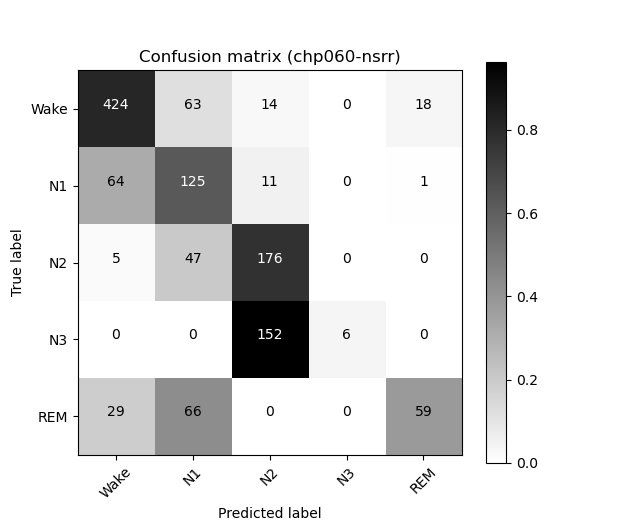 Confusion matrix (chp060-nsrr)
Wake 424 63 14 0 18
N1 64 125 11 0 1
N2 5 47 176 0 0
N3 0 0 152 6 0
REM 29 66 0 0 59
Wake N1 N2 N3 REM
Predicted label
True label
0.8
0.6
0.4
0.2
0.0